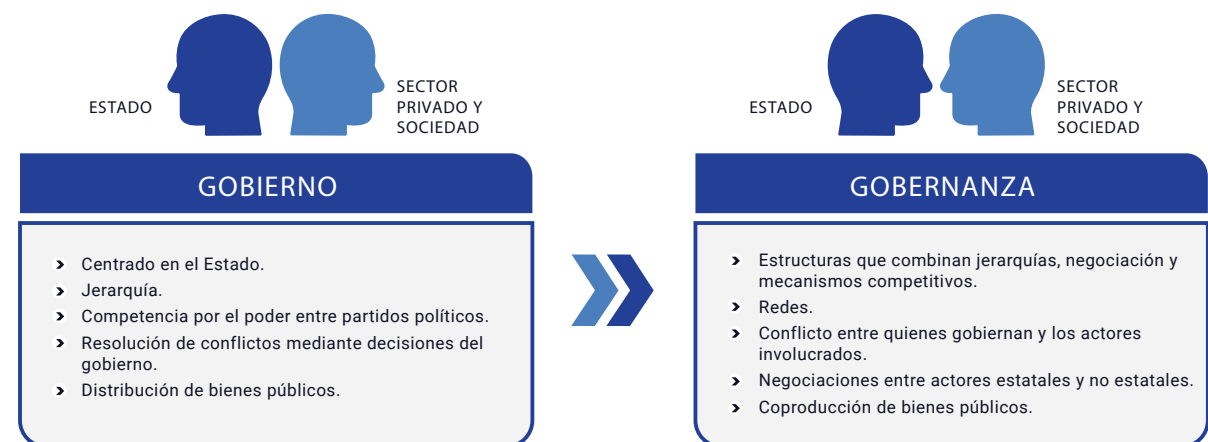 ESTADO
SECTOR
PRIVADO Y
SOCIEDAD
GOBIERNO
Centrado en el Estado.
Jerarquía.
Competencia por el poder entre partidos políticos.
Resolución de conflictos mediante decisiones del
gobierno.
Distribución de bienes públicos.
ESTADO
SECTOR
PRIVADO Y
SOCIEDAD
GOBERNANZA
Estructuras que combinan jerarquías, negociación y
mecanismos competitivos.
Redes.
Conflicto entre quienes gobiernan y los actores
involucrados.
Negociaciones entre actores estatales y no estatales.
Coproducción de bienes públicos.